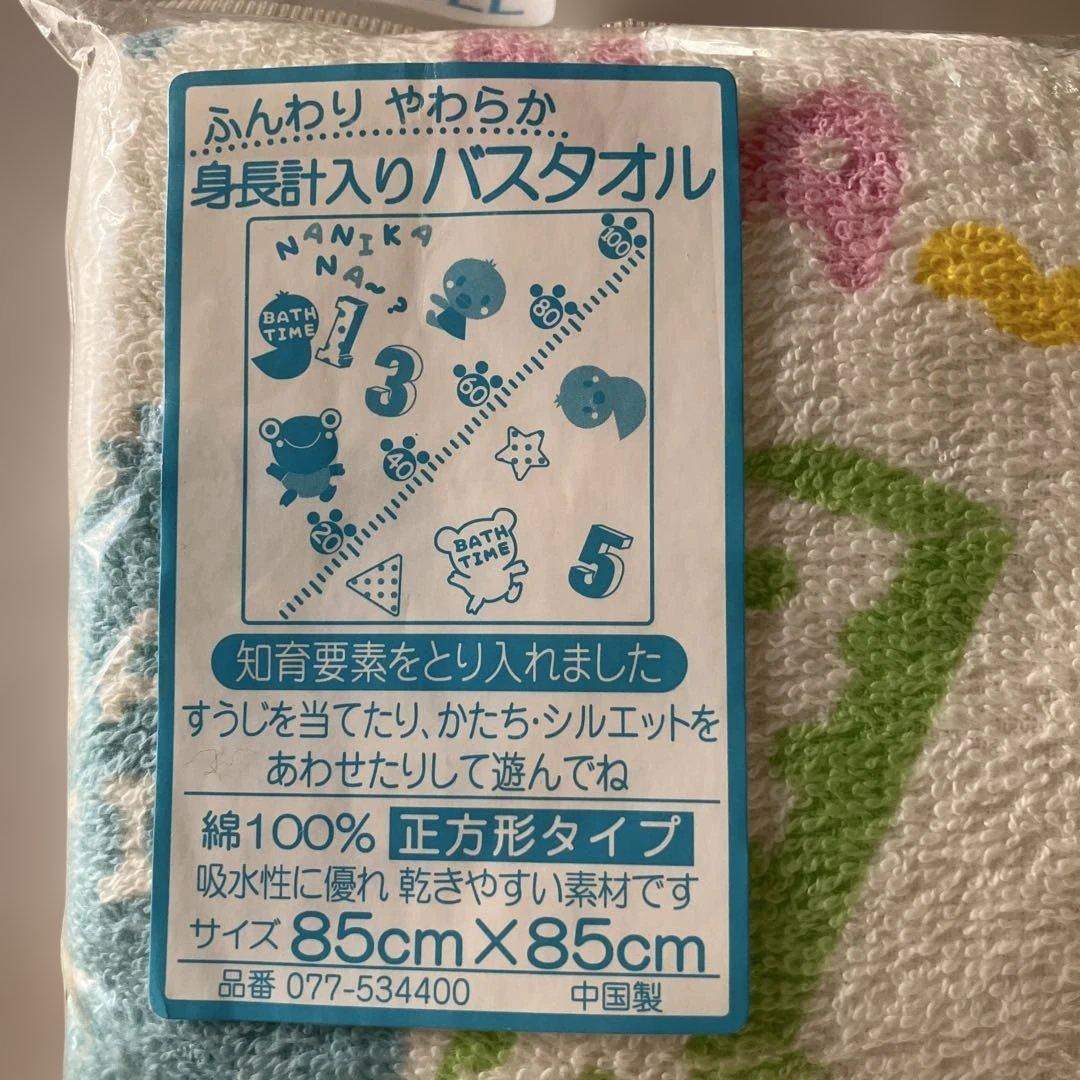 ふんわり やわらか
身長計入りバスタオル
NANIKA
NA~?
100
BATH
TIME
1
80
3
60
40
20
BATH
TIME
5
知育要素をとり入れました
すうじを当てたり、かたち・シルエットを
あわせたりして遊んでね
綿100% 正方形タイプ
吸水性に優れ 乾きやすい素材です
サイズ 85cm×85cm
品番 077-534400 中国製